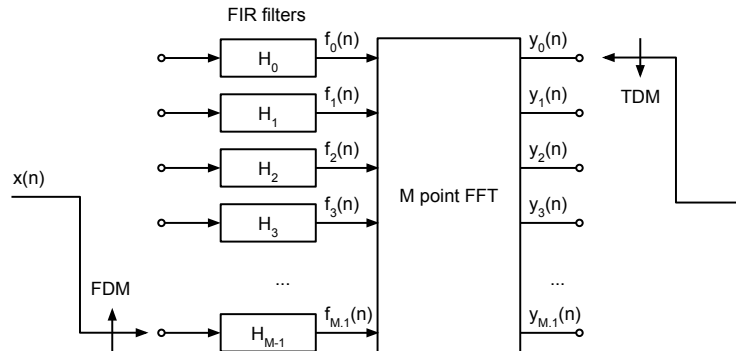 FIR filters
H0 f0(n) y0(n)
H1 f1(n) y1(n) TDM
H2 f2(n) y2(n)
x(n)
M point FFT
H3 f3(n) y3(n)
... ...
FDM
HM-1 fM.1(n) yM.1(n)